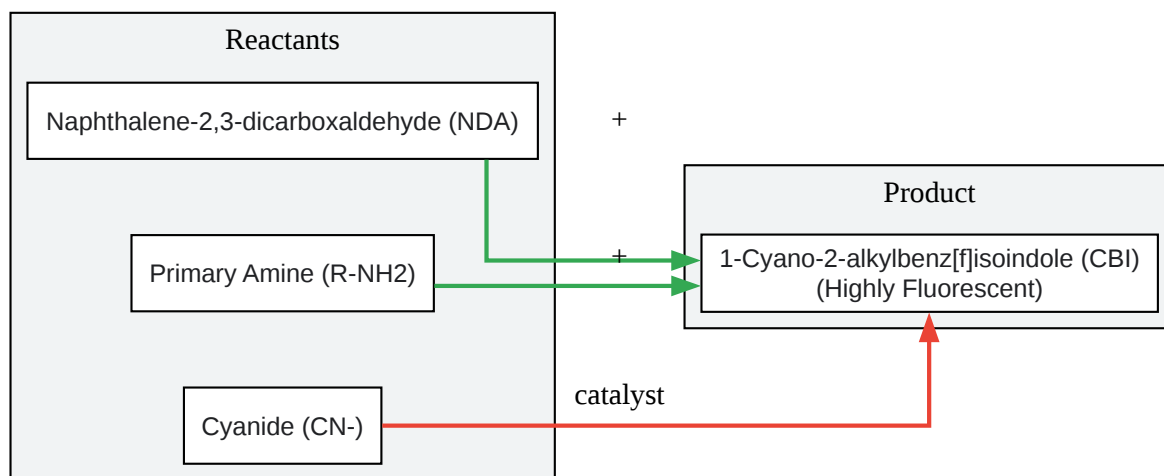 Reactants
Naphthalene-2,3-dicarboxaldehyde (NDA)
+
Product
Primary Amine (R-NH2)
+
1-Cyano-2-alkylbenz[f]isoindole (CBI)
(Highly Fluorescent)
catalyst
Cyanide (CN-)